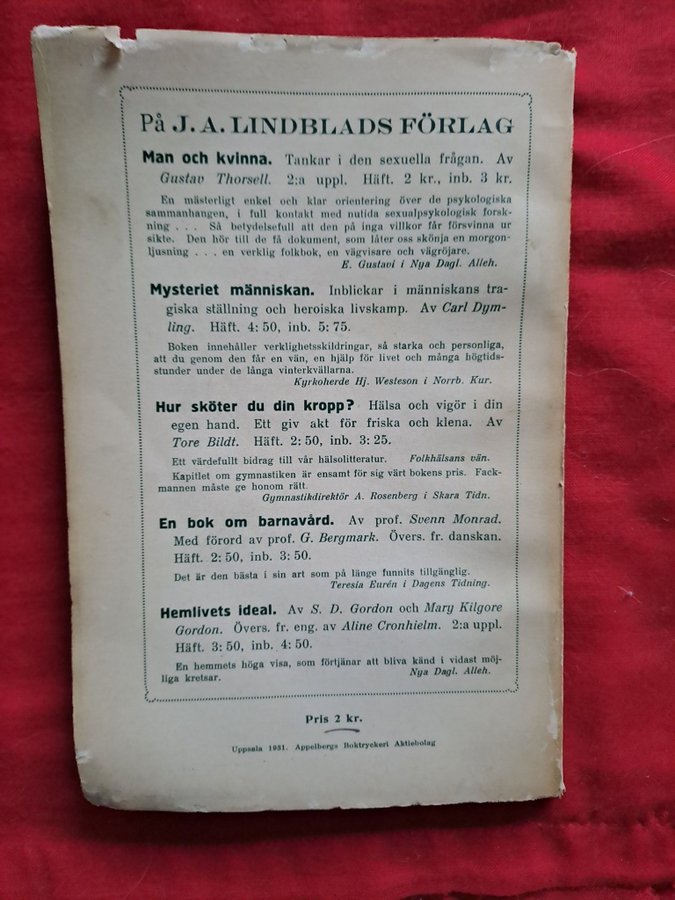 På J. A. LINDBLADS FÖRLAG
Man och kvinna. Tankar i den sexuella frågan. Av
Gustav Thorsell. 2:a uppl. Häft. 2 kr., inb. 3 kr.
En mästerligt enkel och klar orientering över de psykologiska
sammanhangen, i full kontakt med nutida sexualpsykologisk forsk-
ning . . . Så betydelsefull att den på inga villkor får försvinna ur
sikte. Den hör till de få dokument, som låter oss skönja en morgon-
ljusning . . . en verklig folkbok, en vägvisare och vägröjare.
E. Gustavi i Nya Dagl. Alleh.
Mysteriet människan. Inblickar i människans tra-
giska ställning och heroiska livskamp. Av Carl Dym-
ling. Häft. 4: 50, inb. 5: 75.
Boken innehåller verklighetsskildringar, så starka och personliga,
att du genom den får en vän, en hjälp för livet och många högtids-
stunder under de långa vinterkvällarna.
Kyrkoherde Hj. Westeson i Norrb. Kur.
Hur sköter du din kropp? Hälsa och vigör i din
egen hand. Ett giv akt för friska och klena. Av
Tore Bildt. Häft. 2: 50, inb. 3: 25.
Ett värdefullt bidrag till vår hälsolitteratur. Folkhälsans vän.
Kapitlet om gymnastiken är ensamt för sig värt bokens pris. Fack-
mannen måste ge honom rätt.
Gymnastikdirektör A. Rosenberg i Skara Tidn.
En bok om barnavård. Av prof. Svenn Monrad.
Med förord av prof. G. Bergmark. Övers. fr. danskan.
Häft. 2: 50, inb. 3: 50.
Det är den bästa i sin art som på länge funnits tillgänglig.
Teresia Eurén i Dagens Tidning.
Hemlivets ideal. Av S. D. Gordon och Mary Kilgore
Gordon. Övers. fr. eng. av Aline Cronhielm. 2:a uppl.
Häft. 3: 50, inb. 4: 50.
En hemmets höga visa, som förtjänar att bliva känd i vidast möj-
liga kretsar. Nya Dagl. Alleh.
Pris 2 kr.
Uppsala 1931. Appelbergs Boktryckeri Aktiebolag